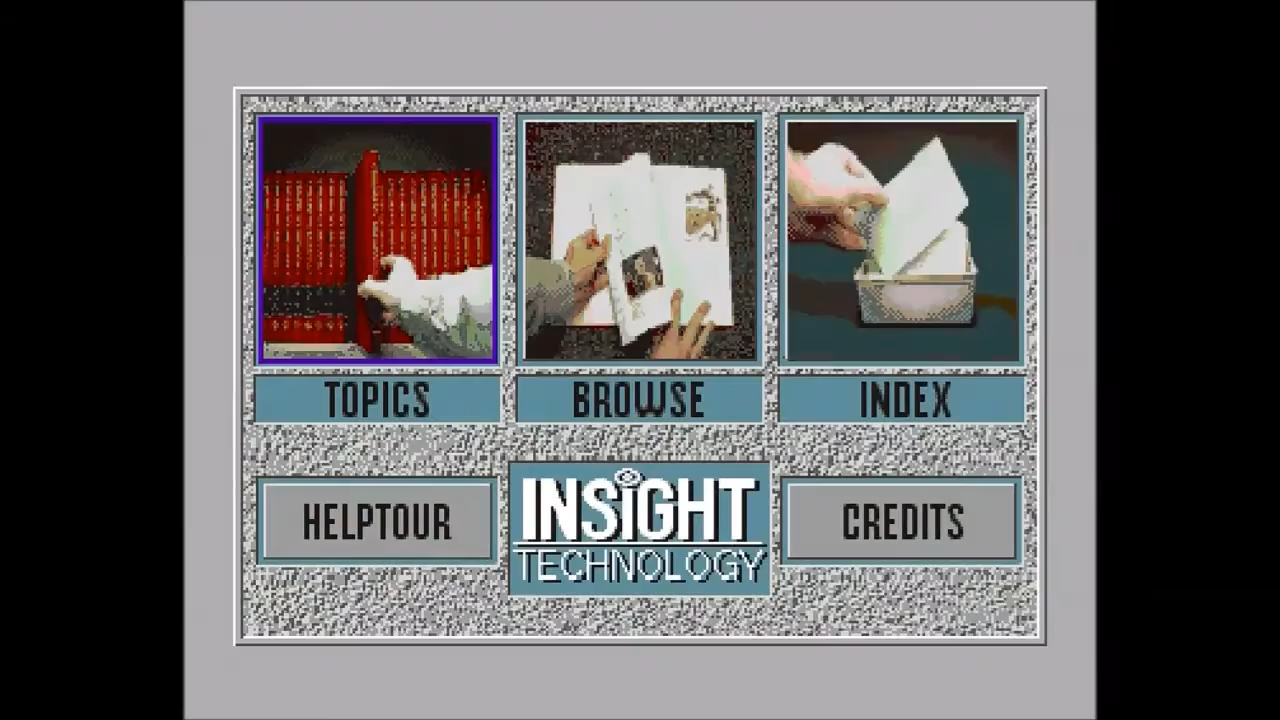 TOPICS
BROWSE
INDEX
HELPTOUR
INSiGHT
TECHNOLOGY
CREDITS